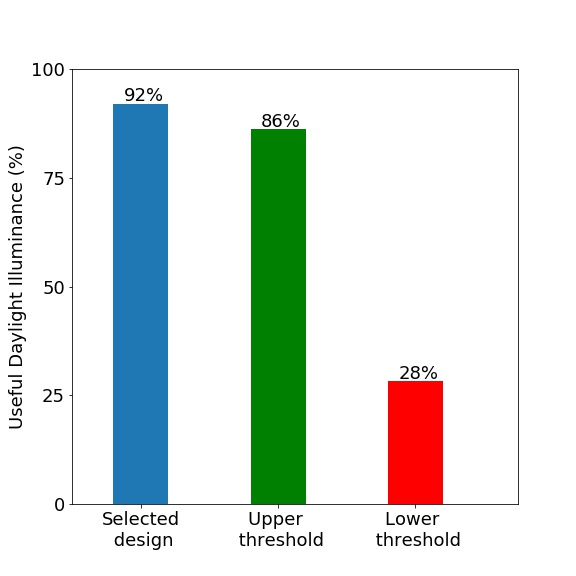 100
75
50
25
0
Useful Daylight Illuminance (%)
92%
86%
28%
Selected
design
Upper
threshold
Lower
threshold